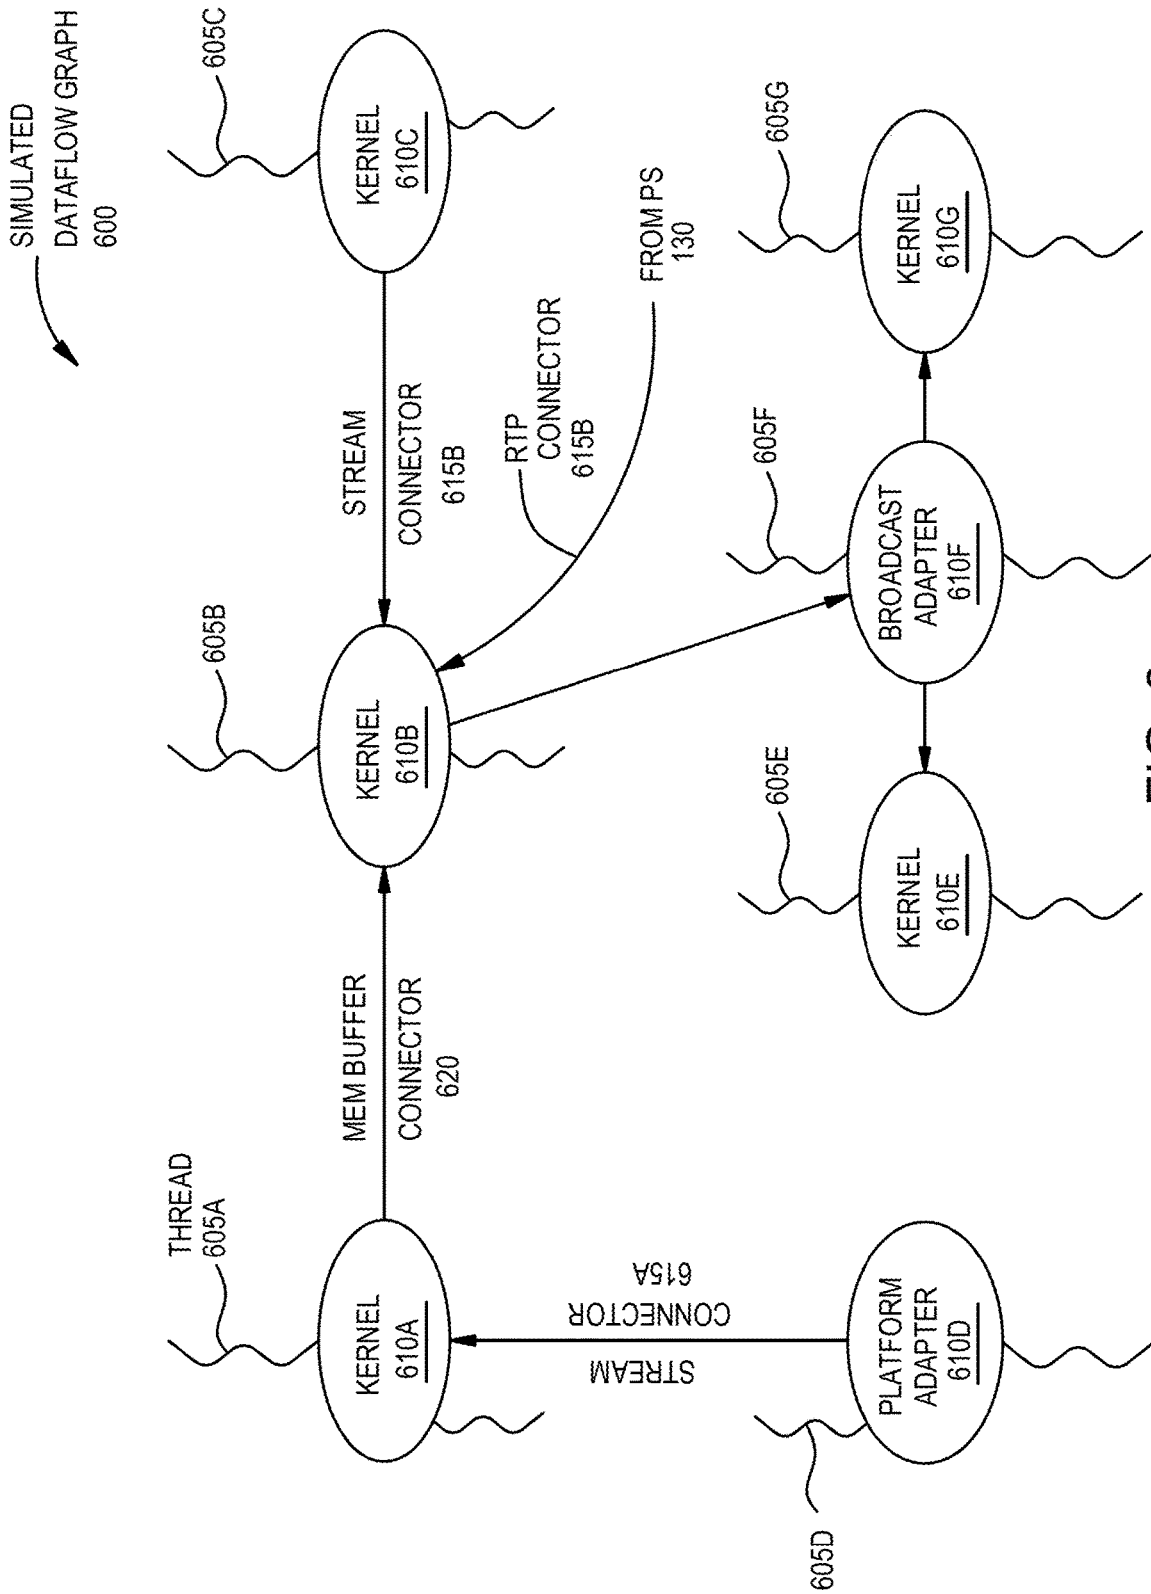 SIMULATED
DATAFLOW GRAPH
600
THREAD
605A
605B
605C
KERNEL
610A
MEM BUFFER
CONNECTOR
620
KERNEL
610B
STREAM
CONNECTOR
615B
KERNEL
610C
RTP
CONNECTOR
615B
FROM PS
130
STREAM
CONNECTOR
615A
605D
PLATFORM
ADAPTER
610D
605E
KERNEL
610E
605F
BROADCAST
ADAPTER
610F
605G
KERNEL
610G